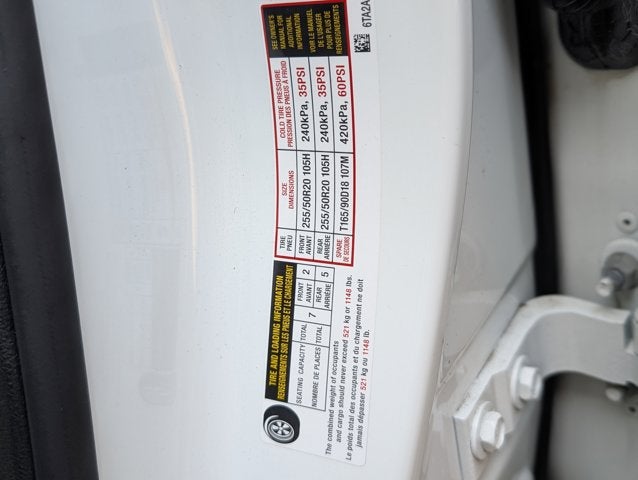 TIRE AND LOADING INFORMATION
RENSEIGNEMENTS SUR LES PNEUS ET LE CHARGEMENT
SEATING CAPACITY TOTAL 7 FRONT 2 REAR 5
NOMBRE DE PLACES TOTAL AVANT ARRIÈRE
The combined weight of occupants
and cargo should never exceed 521 kg or 1148 lbs.
Le poids total des occupants et du chargement ne doit
jamais dépasser 521 kg ou 1148 lb.
TIRE SIZE COLD TIRE PRESSURE
PNEU DIMENSIONS PRESSION DES PNEUS À FROID
FRONT
AVANT 255/50R20 105H 240kPa, 35PSI
REAR
ARRIÈRE 255/50R20 105H 240kPa, 35PSI
SPARE
DE SECOURS T165/90D18 107M 420kPa, 60PSI
SEE OWNER'S
MANUAL FOR
ADDITIONAL
INFORMATION
VOIR LE MANUEL
DE L'USAGER
POUR PLUS DE
RENSEIGNEMENTS
6TA2A